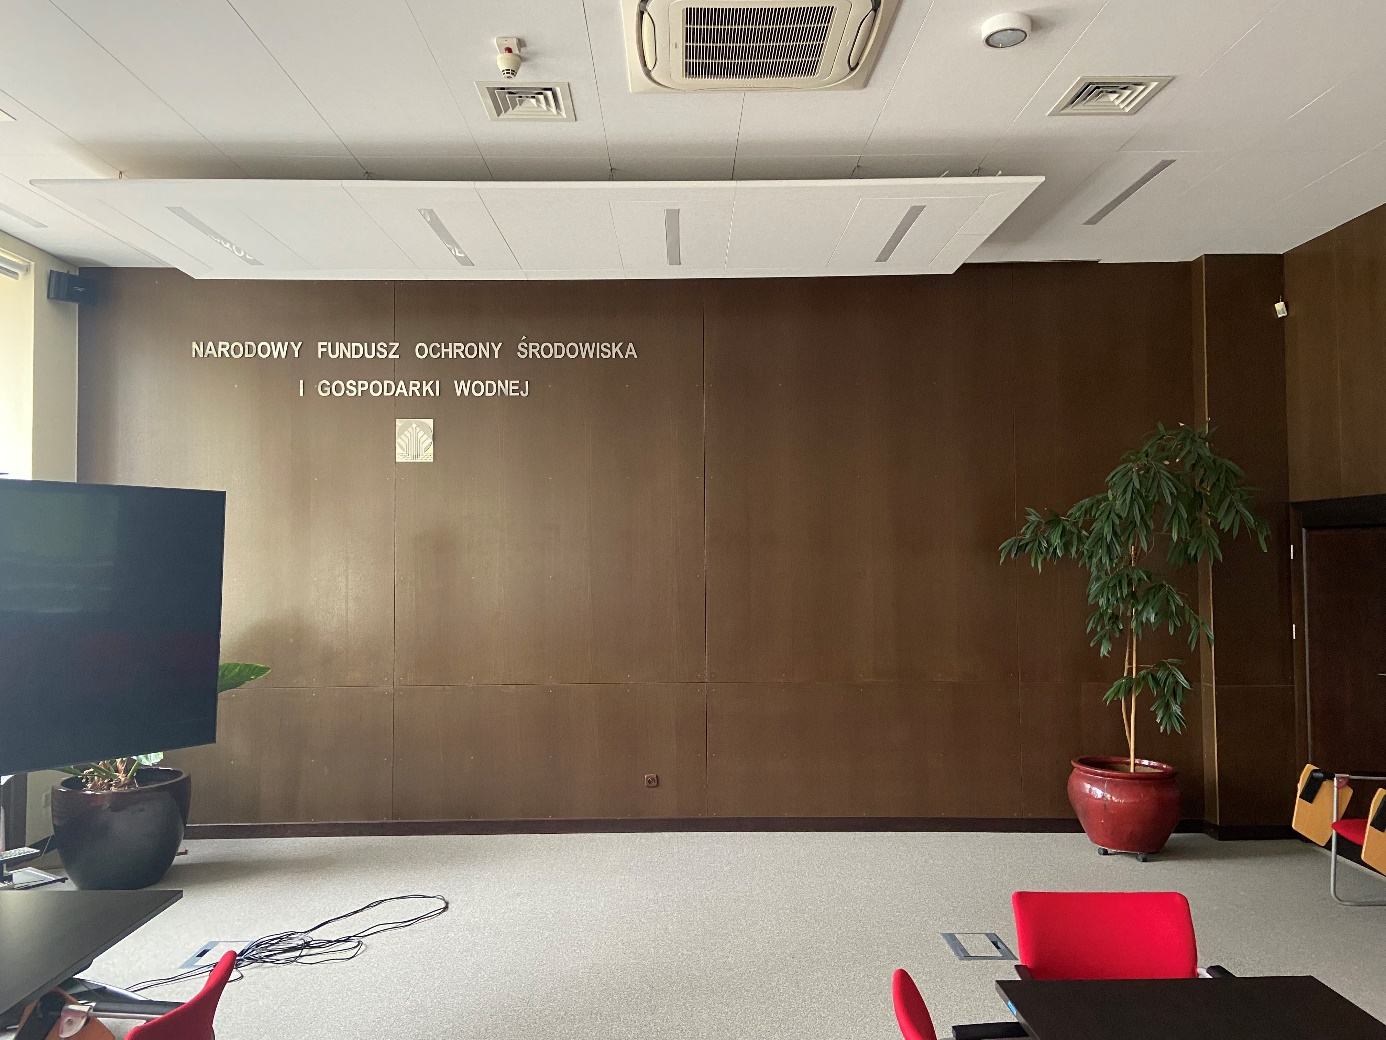 NARODOWY FUNDUSZ OCHRONY ŚRODOWISKA
I GOSPODARKI WODNEJ